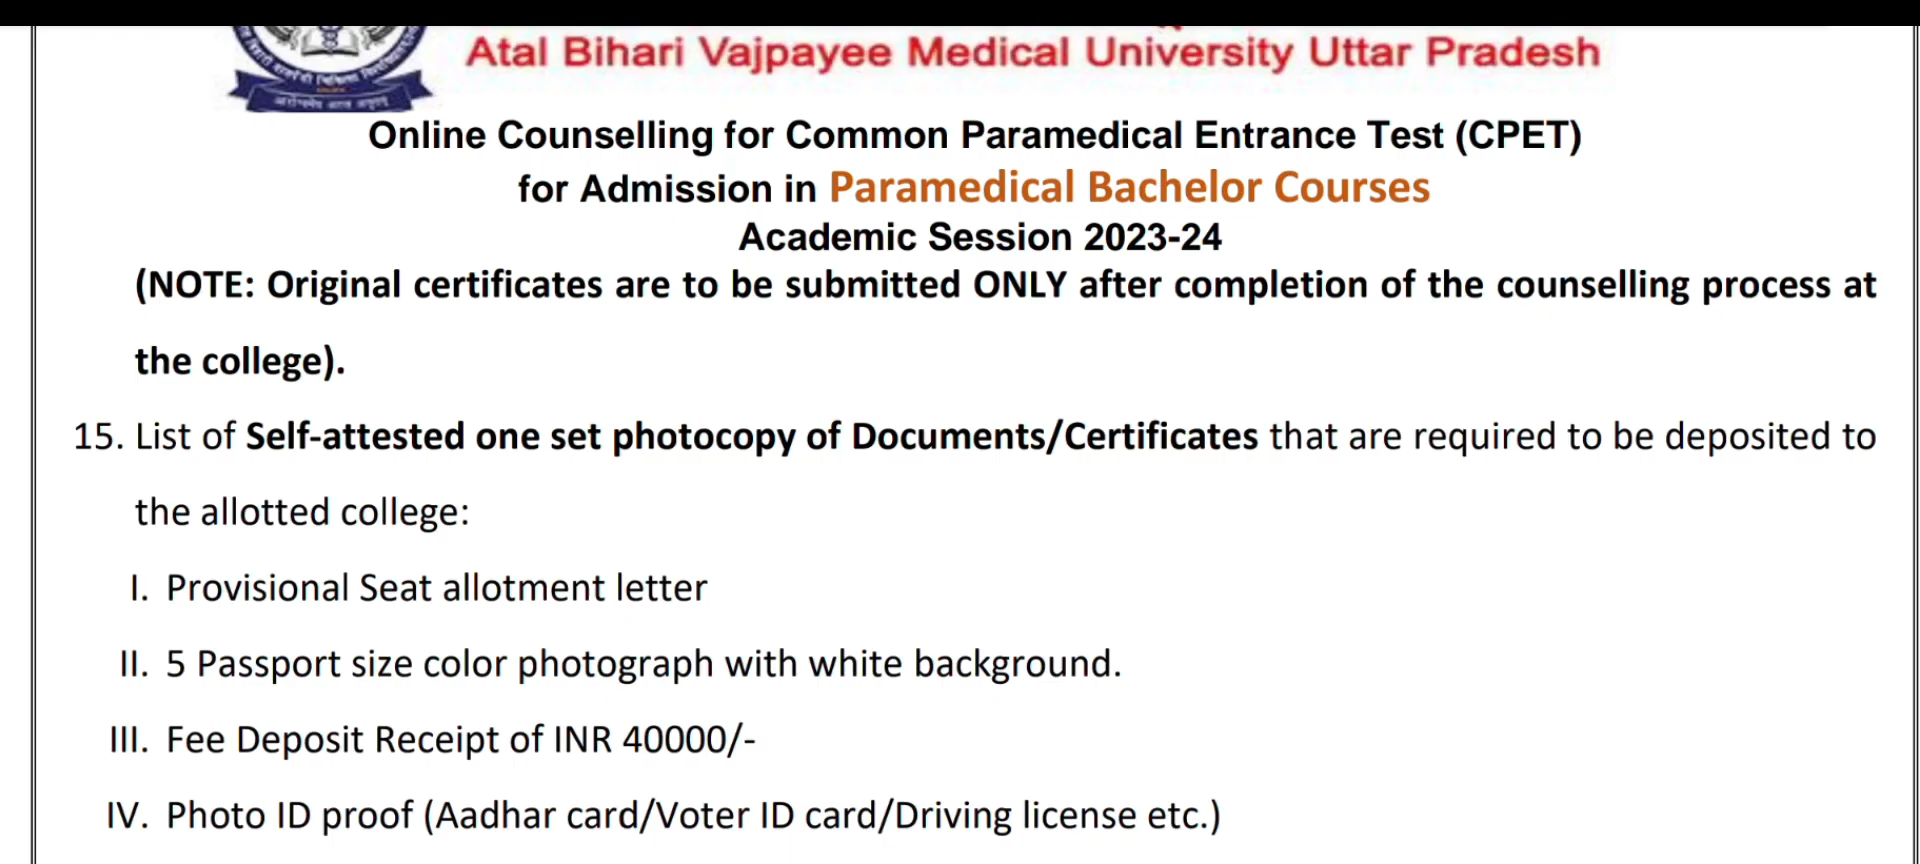 Atal Bihari Vajpayee Medical University Uttar Pradesh
Online Counselling for Common Paramedical Entrance Test (CPET)
for Admission in Paramedical Bachelor Courses
Academic Session 2023-24
(NOTE: Original certificates are to be submitted ONLY after completion of the counselling process at
the college).
15. List of Self-attested one set photocopy of Documents/Certificates that are required to be deposited to
the allotted college:
I. Provisional Seat allotment letter
II. 5 Passport size color photograph with white background.
III. Fee Deposit Receipt of INR 40000/-
IV. Photo ID proof (Aadhar card/Voter ID card/Driving license etc.)